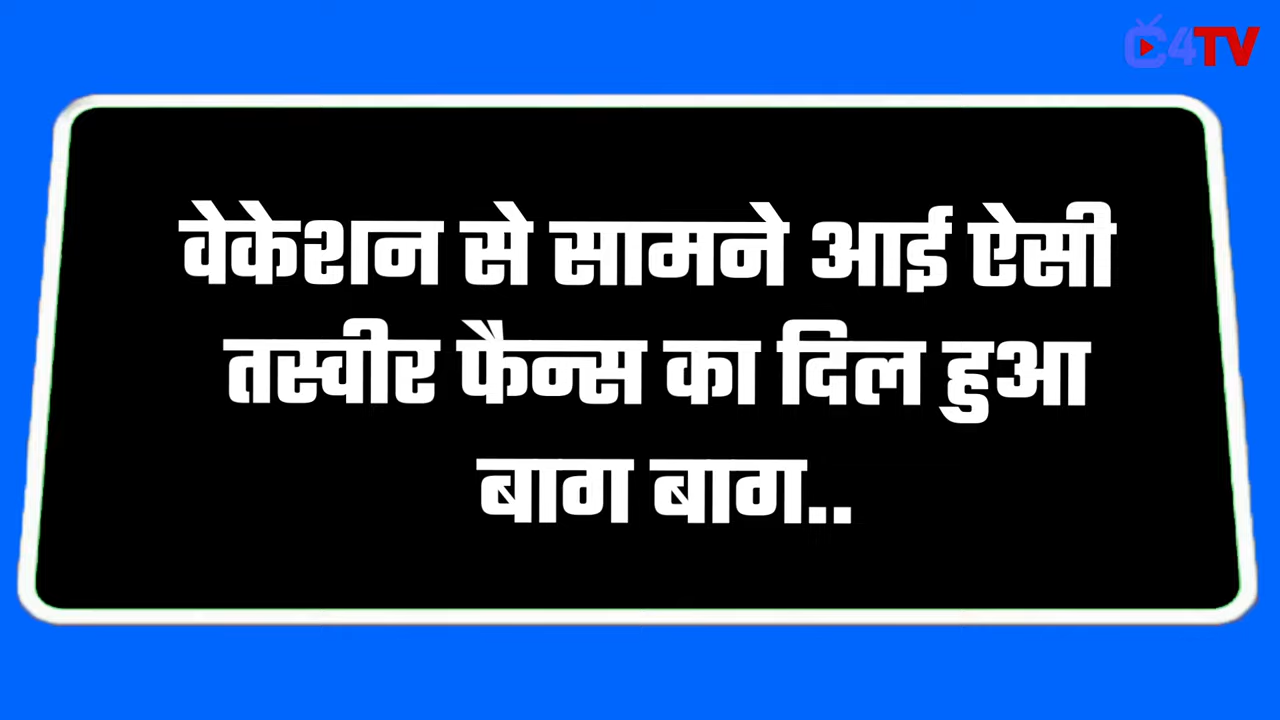 C4TV
वेकेशन से सामने आई ऐसी
तस्वीर फैन्स का दिल हुआ
बाग बाग..